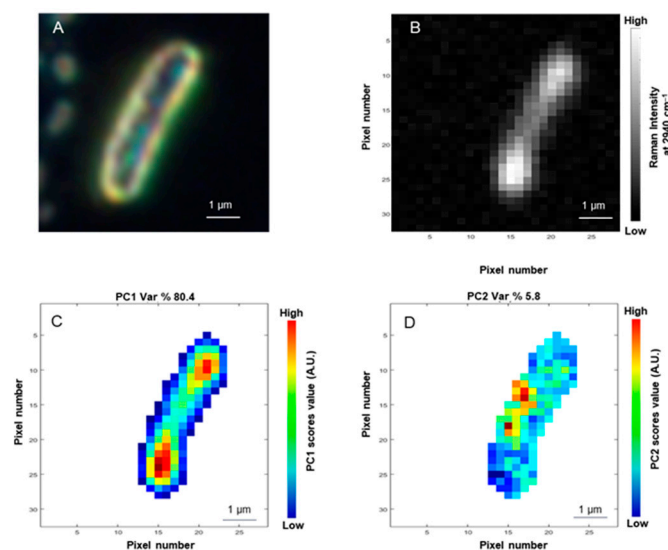 A
1 μm
B
5
10
15
20
25
30
5
10
15
20
25
Pixel number
Pixel number
1 μm
High
Low
Raman Intensity
at 2940 cm⁻¹
PC1 Var % 80.4
C
5
10
15
20
25
30
5
10
15
20
25
Pixel number
Pixel number
1 μm
High
Low
PC1 scores value (A.U.)
PC2 Var % 5.8
D
5
10
15
20
25
30
5
10
15
20
25
Pixel number
Pixel number
1 μm
High
Low
PC2 scores value (A.U.)